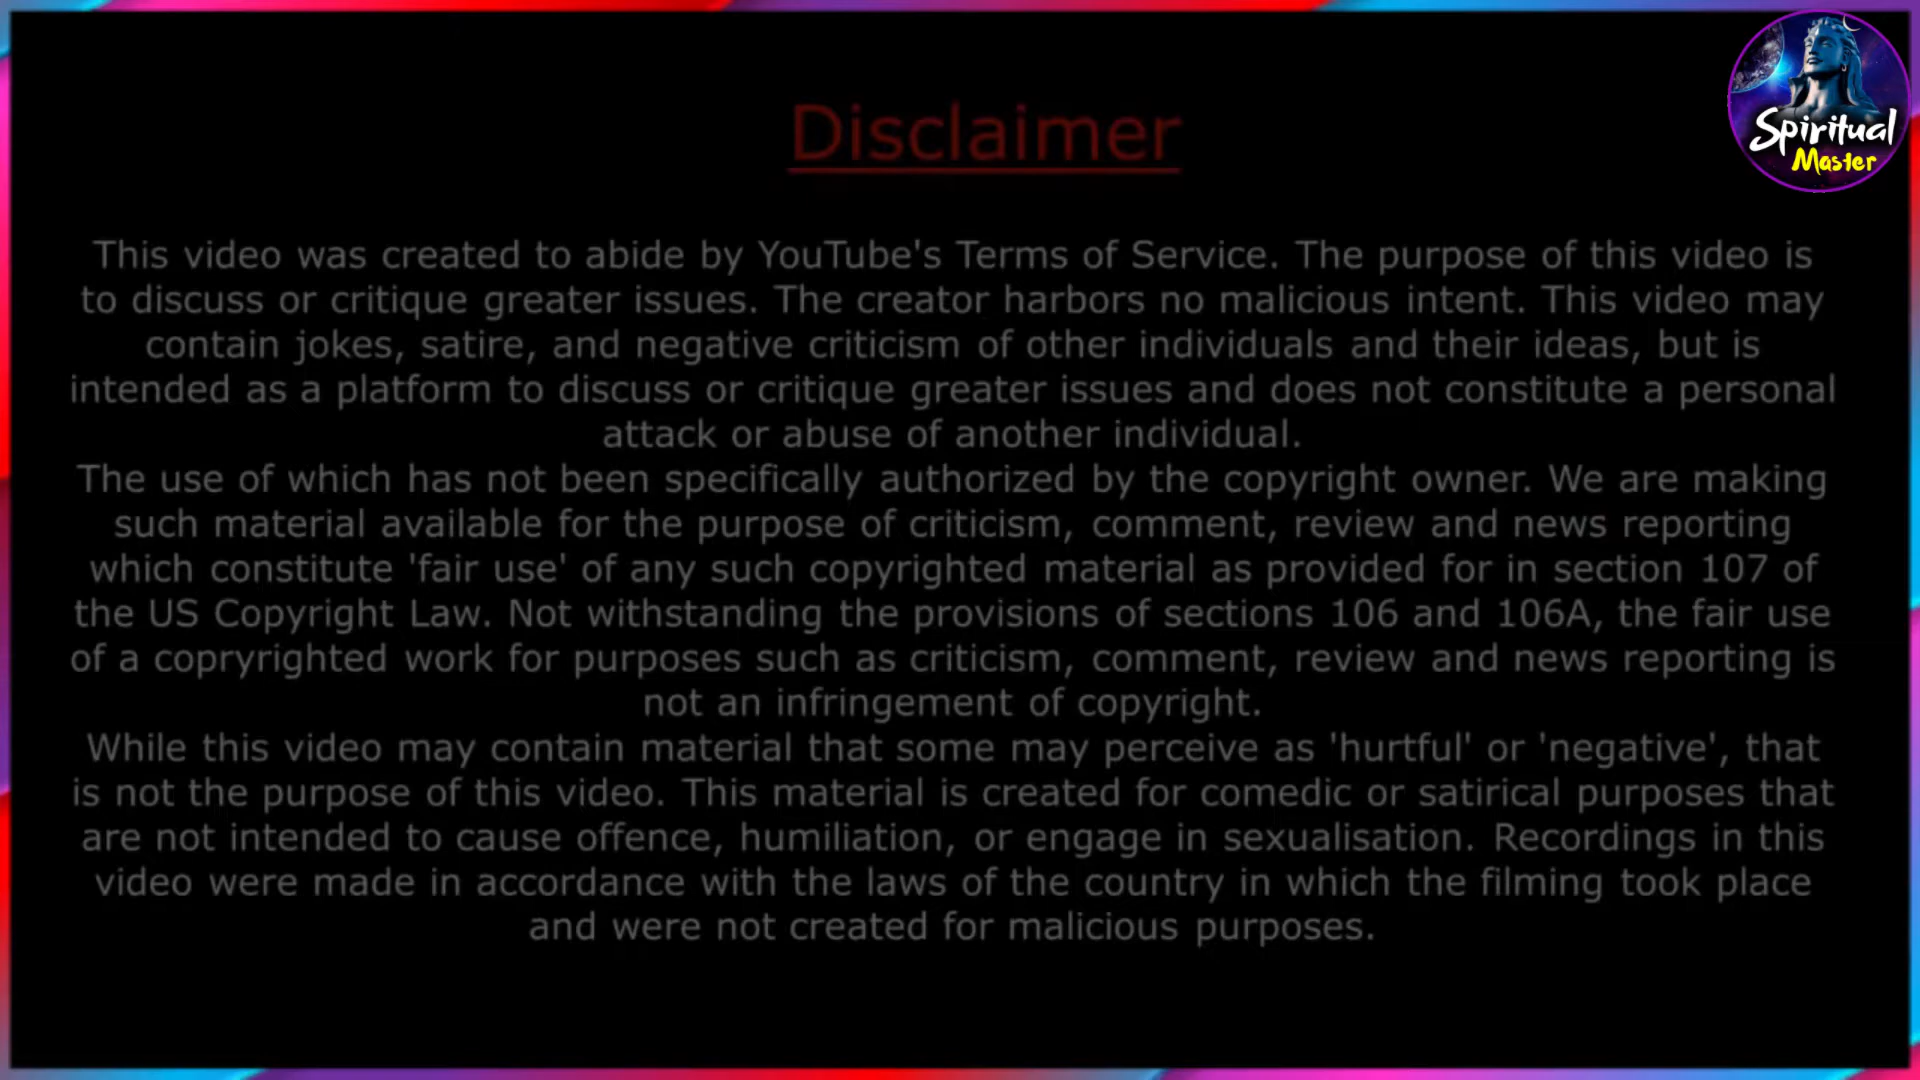 Spiritual
Master
Disclaimer
This video was created to abide by YouTube's Terms of Service. The purpose of this video is
to discuss or critique greater issues. The creator harbors no malicious intent. This video may
contain jokes, satire, and negative criticism of other individuals and their ideas, but is
intended as a platform to discuss or critique greater issues and does not constitute a personal
attack or abuse of another individual.
The use of which has not been specifically authorized by the copyright owner. We are making
such material available for the purpose of criticism, comment, review and news reporting
which constitute 'fair use' of any such copyrighted material as provided for in section 107 of
the US Copyright Law. Not withstanding the provisions of sections 106 and 106A, the fair use
of a copryrighted work for purposes such as criticism, comment, review and news reporting is
not an infringement of copyright.
While this video may contain material that some may perceive as 'hurtful' or 'negative', that
is not the purpose of this video. This material is created for comedic or satirical purposes that
are not intended to cause offence, humiliation, or engage in sexualisation. Recordings in this
video were made in accordance with the laws of the country in which the filming took place
and were not created for malicious purposes.